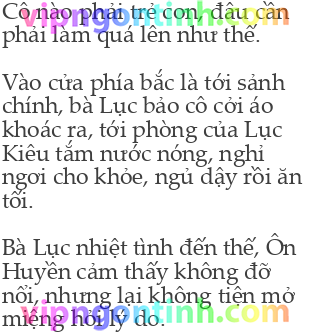 Cô nào phải trẻ con, đâu cần
phải làm quá lên như thế.
vipngontinh.com
Vào cửa phía bắc là tới sảnh
chính, bà Lục bảo cô cởi áo
khoác ra, tới phòng của Lục
Kiêu tắm nước nóng, nghỉ
ngơi cho khỏe, ngủ dậy rồi ăn
tối.
Bà Lục nhiệt tình đến thế, Ôn
Huyền cảm thấy không đỡ
nổi, nhưng lại không tiện mở
miệng hỏi lý do.
vipngontinh.com